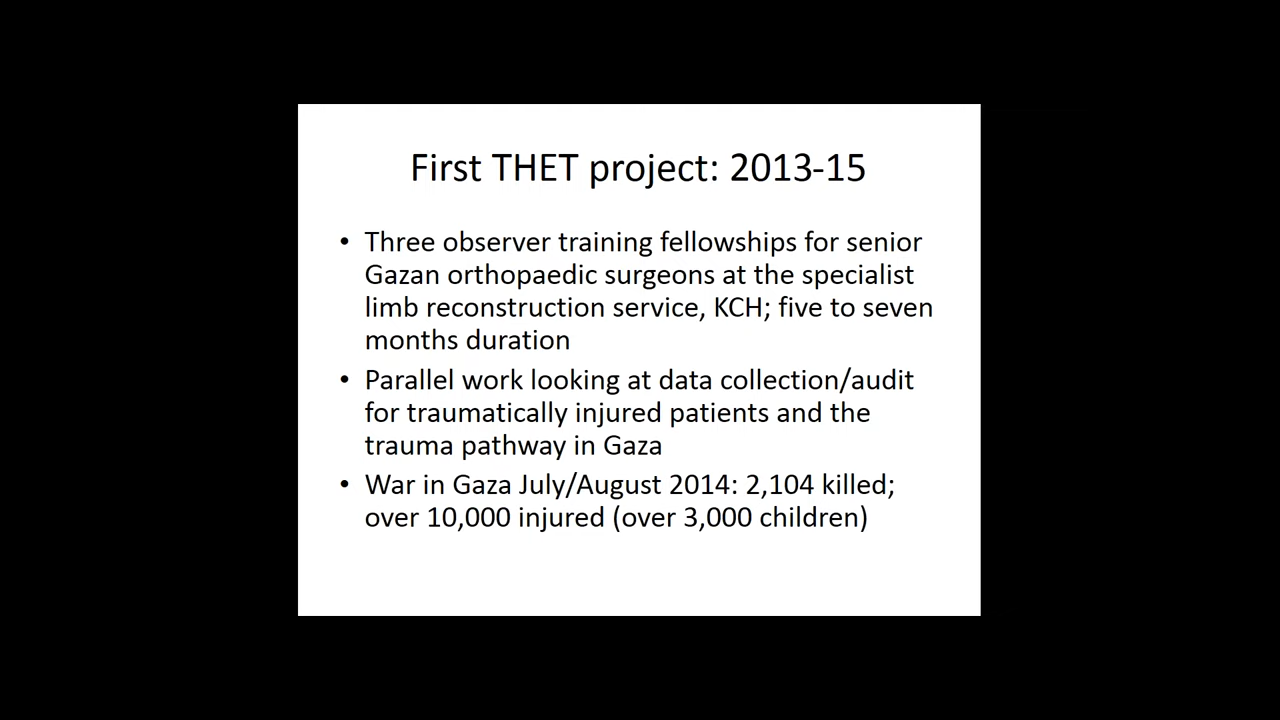 First THET project: 2013-15
• Three observer training fellowships for senior
Gazan orthopaedic surgeons at the specialist
limb reconstruction service, KCH; five to seven
months duration
• Parallel work looking at data collection/audit
for traumatically injured patients and the
trauma pathway in Gaza
• War in Gaza July/August 2014: 2,104 killed;
over 10,000 injured (over 3,000 children)